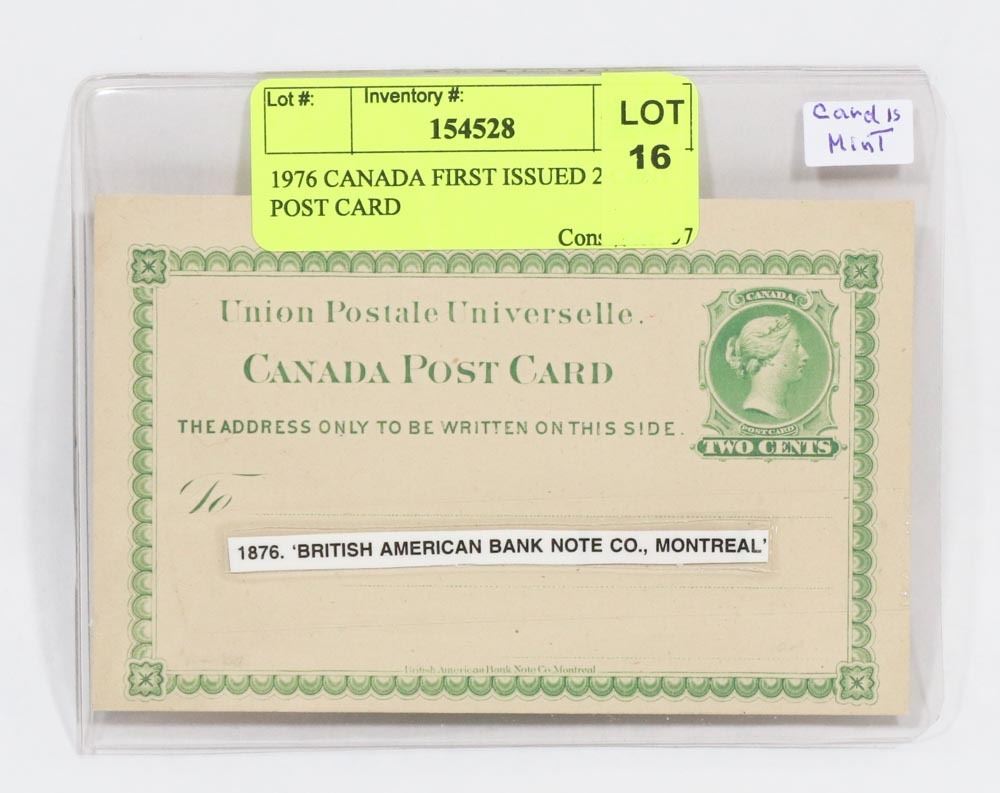 Lot #:
Inventory #:
154528
LOT
16
1976 CANADA FIRST ISSUED 2
POST CARD
Card is
Mint
Union Postale Universelle.
CANADA POST CARD
THE ADDRESS ONLY TO BE WRITTEN ON THIS SIDE.
CANADA
POST CARD
TWO CENTS
To
1876. 'BRITISH AMERICAN BANK NOTE CO., MONTREAL'
British American Bank Note Co. Montreal